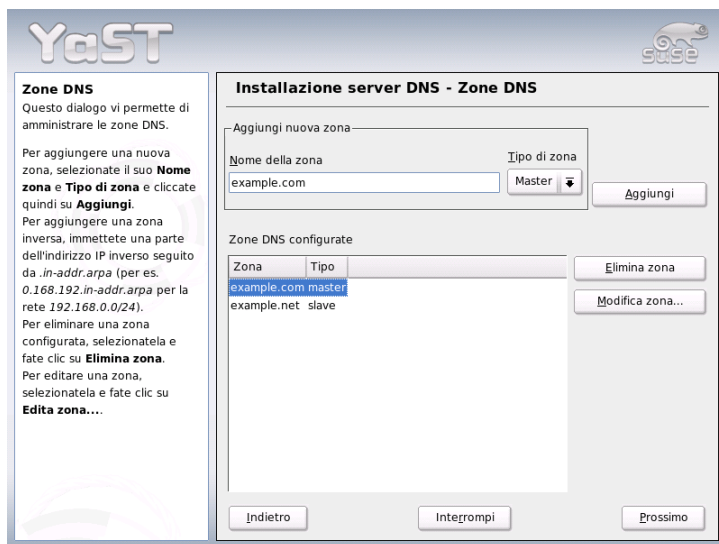 YaST
SUSE
Zone DNS
Questo dialogo vi permette di
amministrare le zone DNS.
Per aggiungere una nuova
zona, selezionate il suo Nome
zona e Tipo di zona e cliccate
quindi su Aggiungi.
Per aggiungere una zona
inversa, immettete una parte
dell'indirizzo IP inverso seguito
da .in-addr.arpa (per es.
0.168.192.in-addr.arpa per la
rete 192.168.0.0/24).
Per eliminare una zona
configurata, selezionatela e
fate clic su Elimina zona.
Per editare una zona,
selezionatela e fate clic su
Edita zona....
Installazione server DNS - Zone DNS
Aggiungi nuova zona
Nome della zona
Tipo di zona
example.com
Master
Aggiungi
Zone DNS configurate
Zona Tipo
example.com master
example.net slave
Elimina zona
Modifica zona...
Indietro
Interrompi
Prossimo